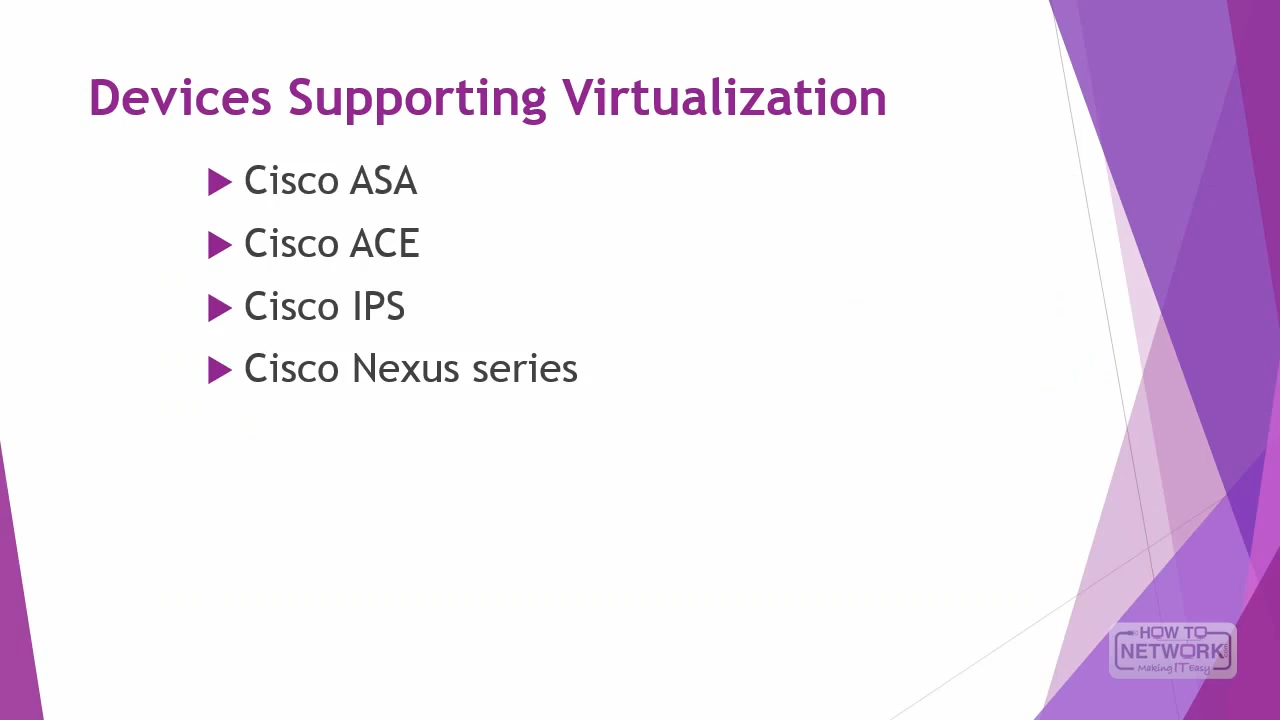 Devices Supporting Virtualization
Cisco ASA
Cisco ACE
Cisco IPS
Cisco Nexus series
HOW TO
NETWORK
Making IT Easy